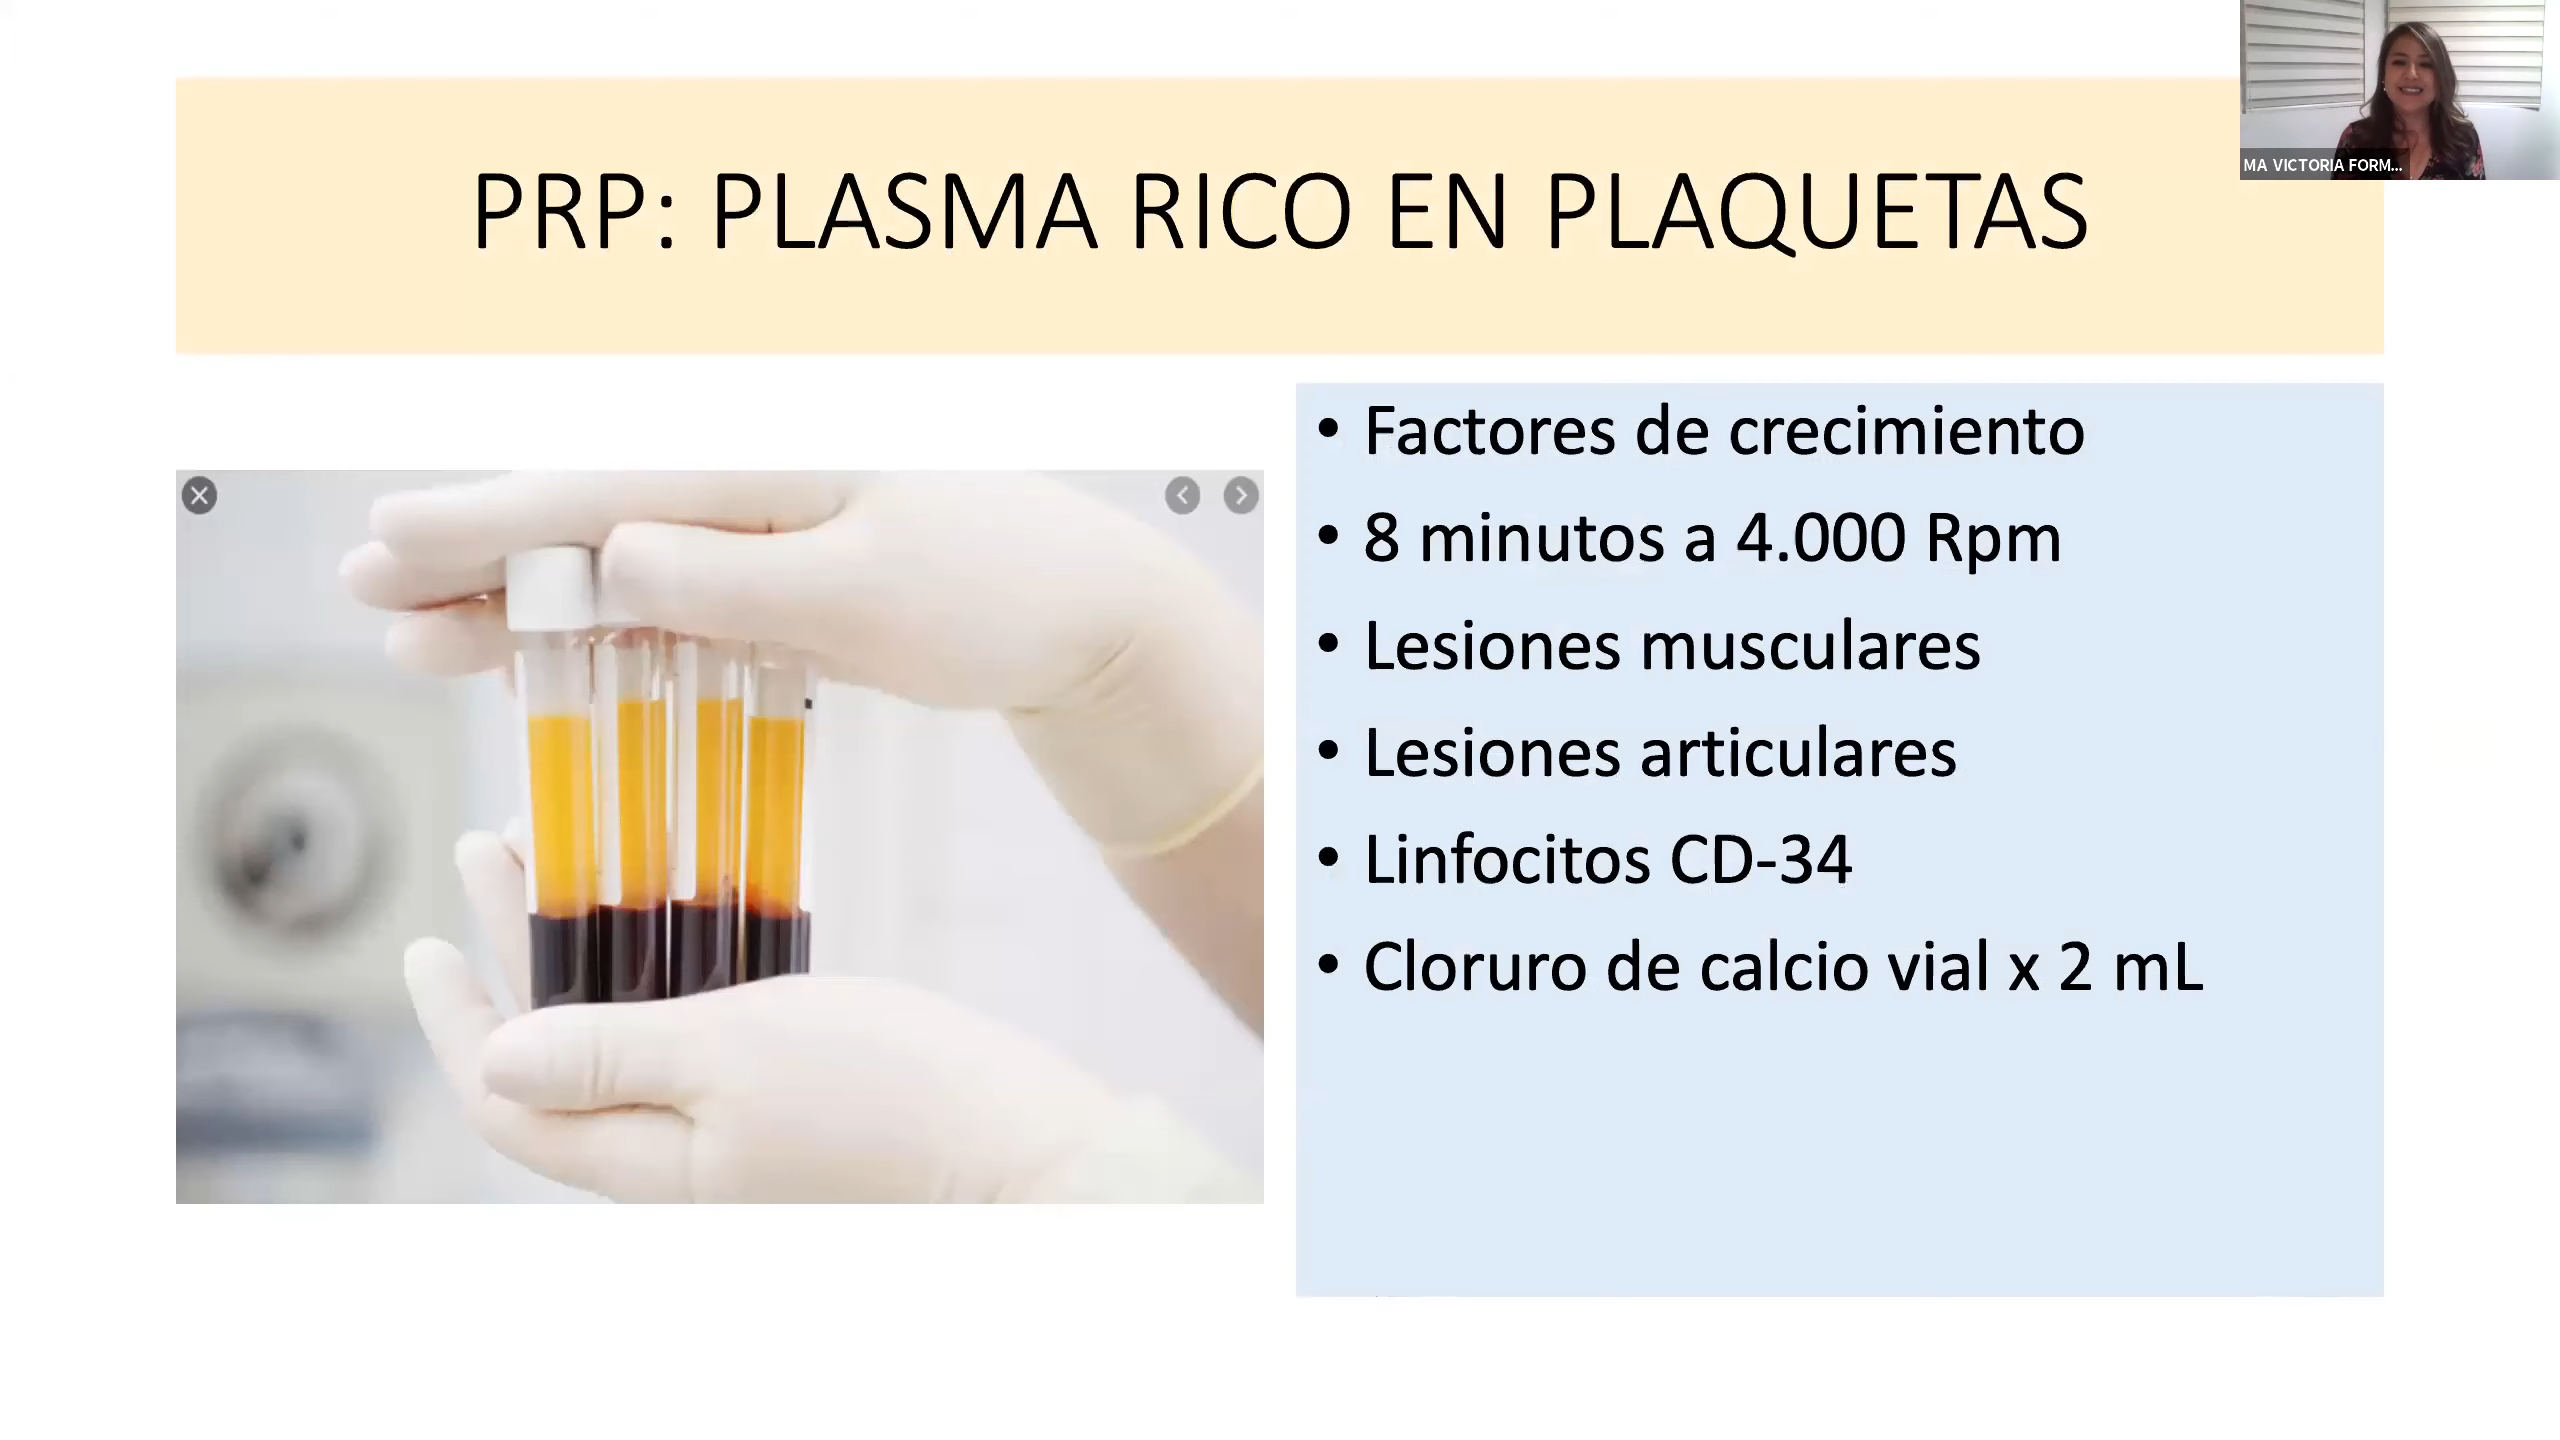 MA VICTORIA FORM...
PRP: PLASMA RICO EN PLAQUETAS
• Factores de crecimiento
• 8 minutos a 4.000 Rpm
• Lesiones musculares
• Lesiones articulares
• Linfocitos CD-34
• Cloruro de calcio vial x 2 mL